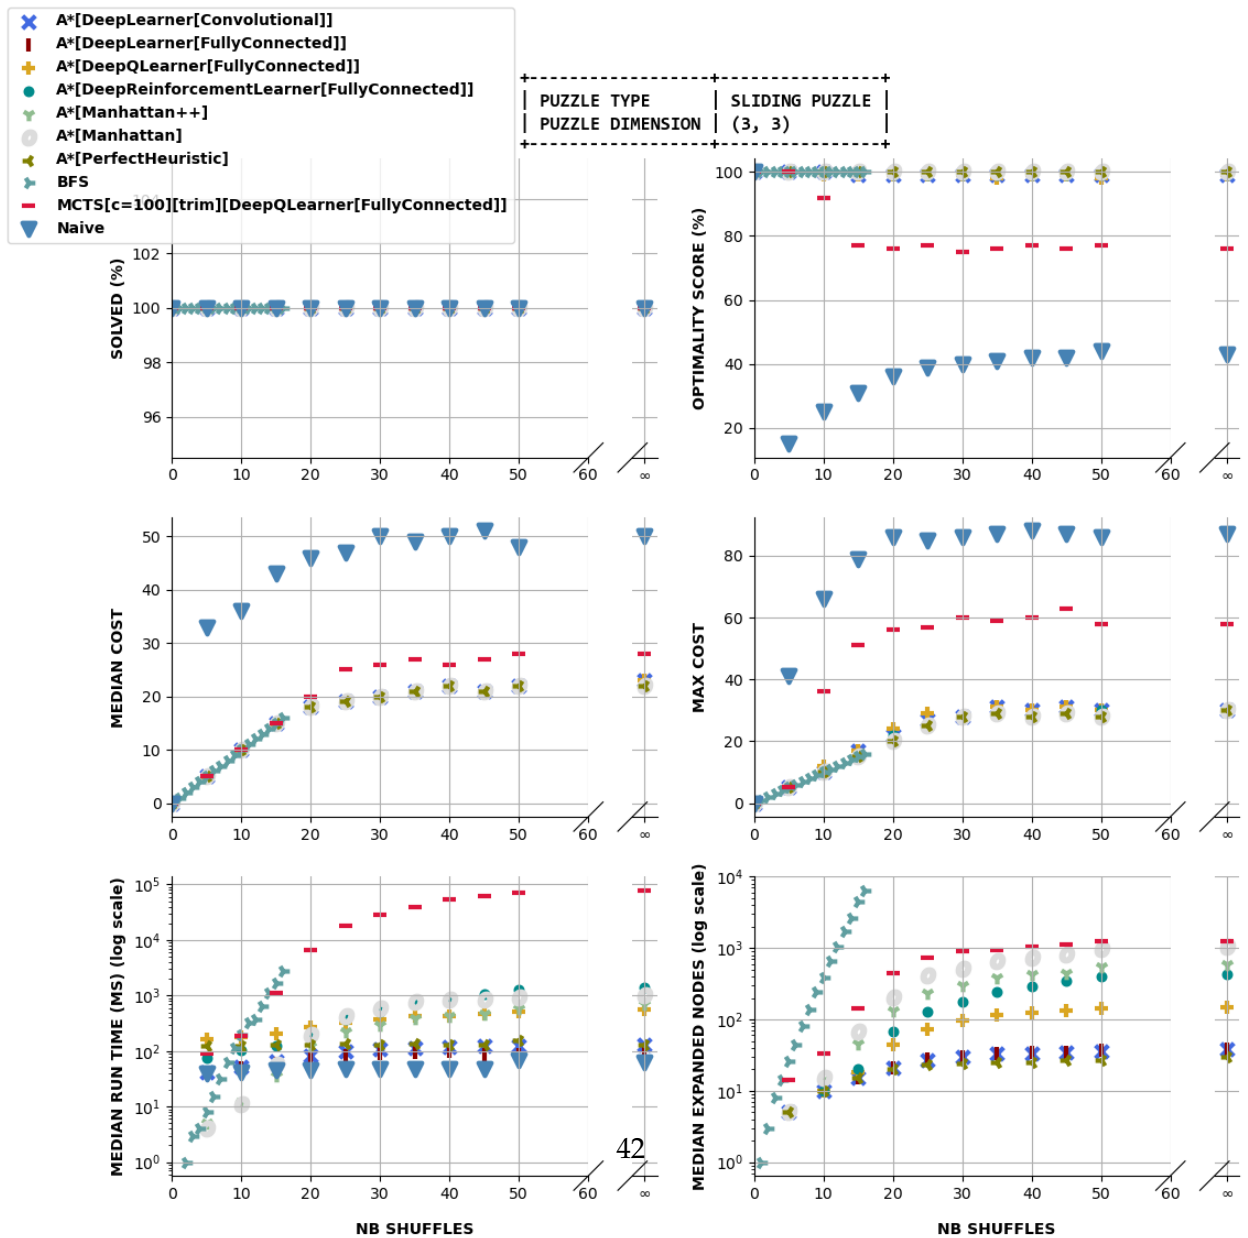 A*[DeepLearner[Convolutional]]
A*[DeepLearner[FullyConnected]]
A*[DeepQLearner[FullyConnected]]
A*[DeepReinforcementLearner[FullyConnected]]
A*[Manhattan++]
A*[Manhattan]
A*[PerfectHeuristic]
BFS
MCTS[c=100][trim][DeepQLearner[FullyConnected]]
Naive
+--------------------+------------------+
| PUZZLE TYPE | SLIDING PUZZLE |
| PUZZLE DIMENSION | (3, 3) |
+--------------------+------------------+
SOLVED (%)
104
102
100
98
96
0 10 20 30 40 50 60 ∞
OPTIMALITY SCORE (%)
100
80
60
40
20
0 10 20 30 40 50 60 ∞
MEDIAN COST
50
40
30
20
10
0
0 10 20 30 40 50 60 ∞
MAX COST
80
60
40
20
0
0 10 20 30 40 50 60 ∞
MEDIAN RUN TIME (MS) (log scale)
10⁵
10⁴
10³
10²
10¹
10⁰
0 10 20 30 40 50 60 ∞
NB SHUFFLES
MEDIAN EXPANDED NODES (log scale)
10⁴
10³
10²
10¹
10⁰
0 10 20 30 40 50 60 ∞
NB SHUFFLES
42